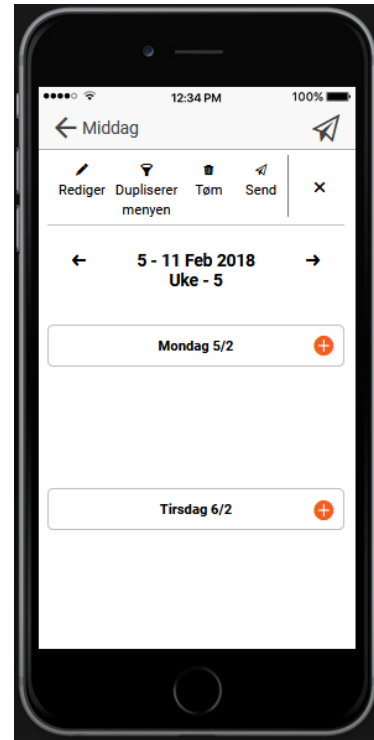 12:34 PM 100%
Middag
Rediger Dupliserer menyen Tøm Send
5 - 11 Feb 2018
Uke - 5
Mondag 5/2
Tirsdag 6/2